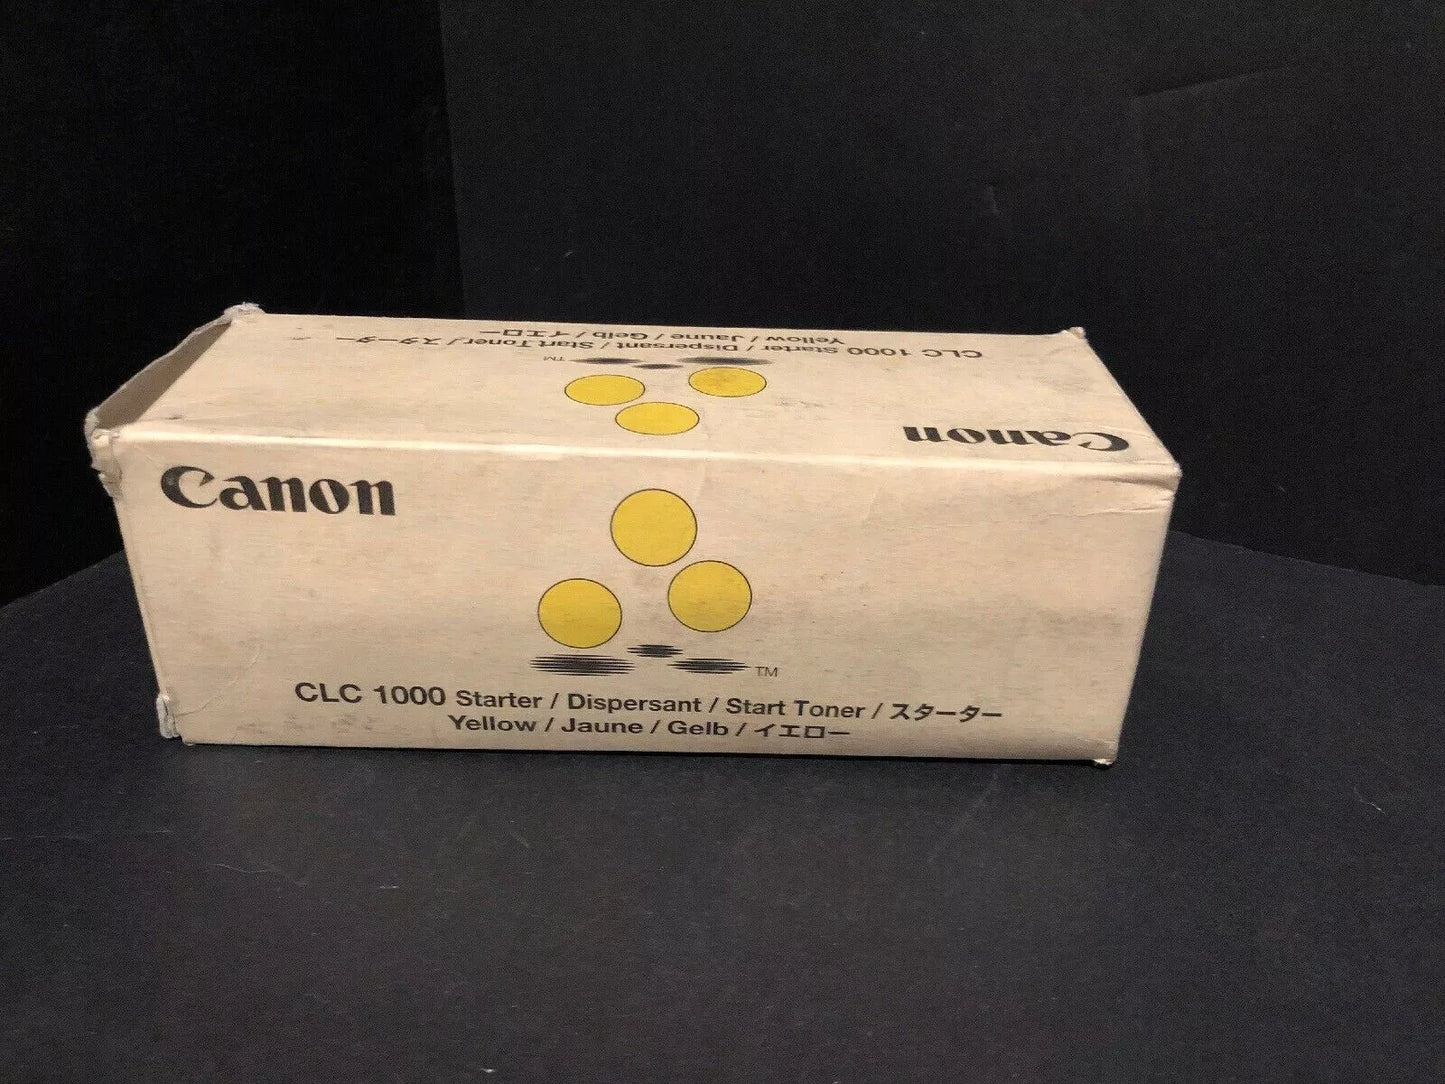 CLC 1000 Starter / Dispersant / Start Toner / スターター
Yellow / Jaune / Gelb / イエロー
TM
Canon
Canon
TM
CLC 1000 Starter / Dispersant / Start Toner / スターター
Yellow / Jaune / Gelb / イエロー